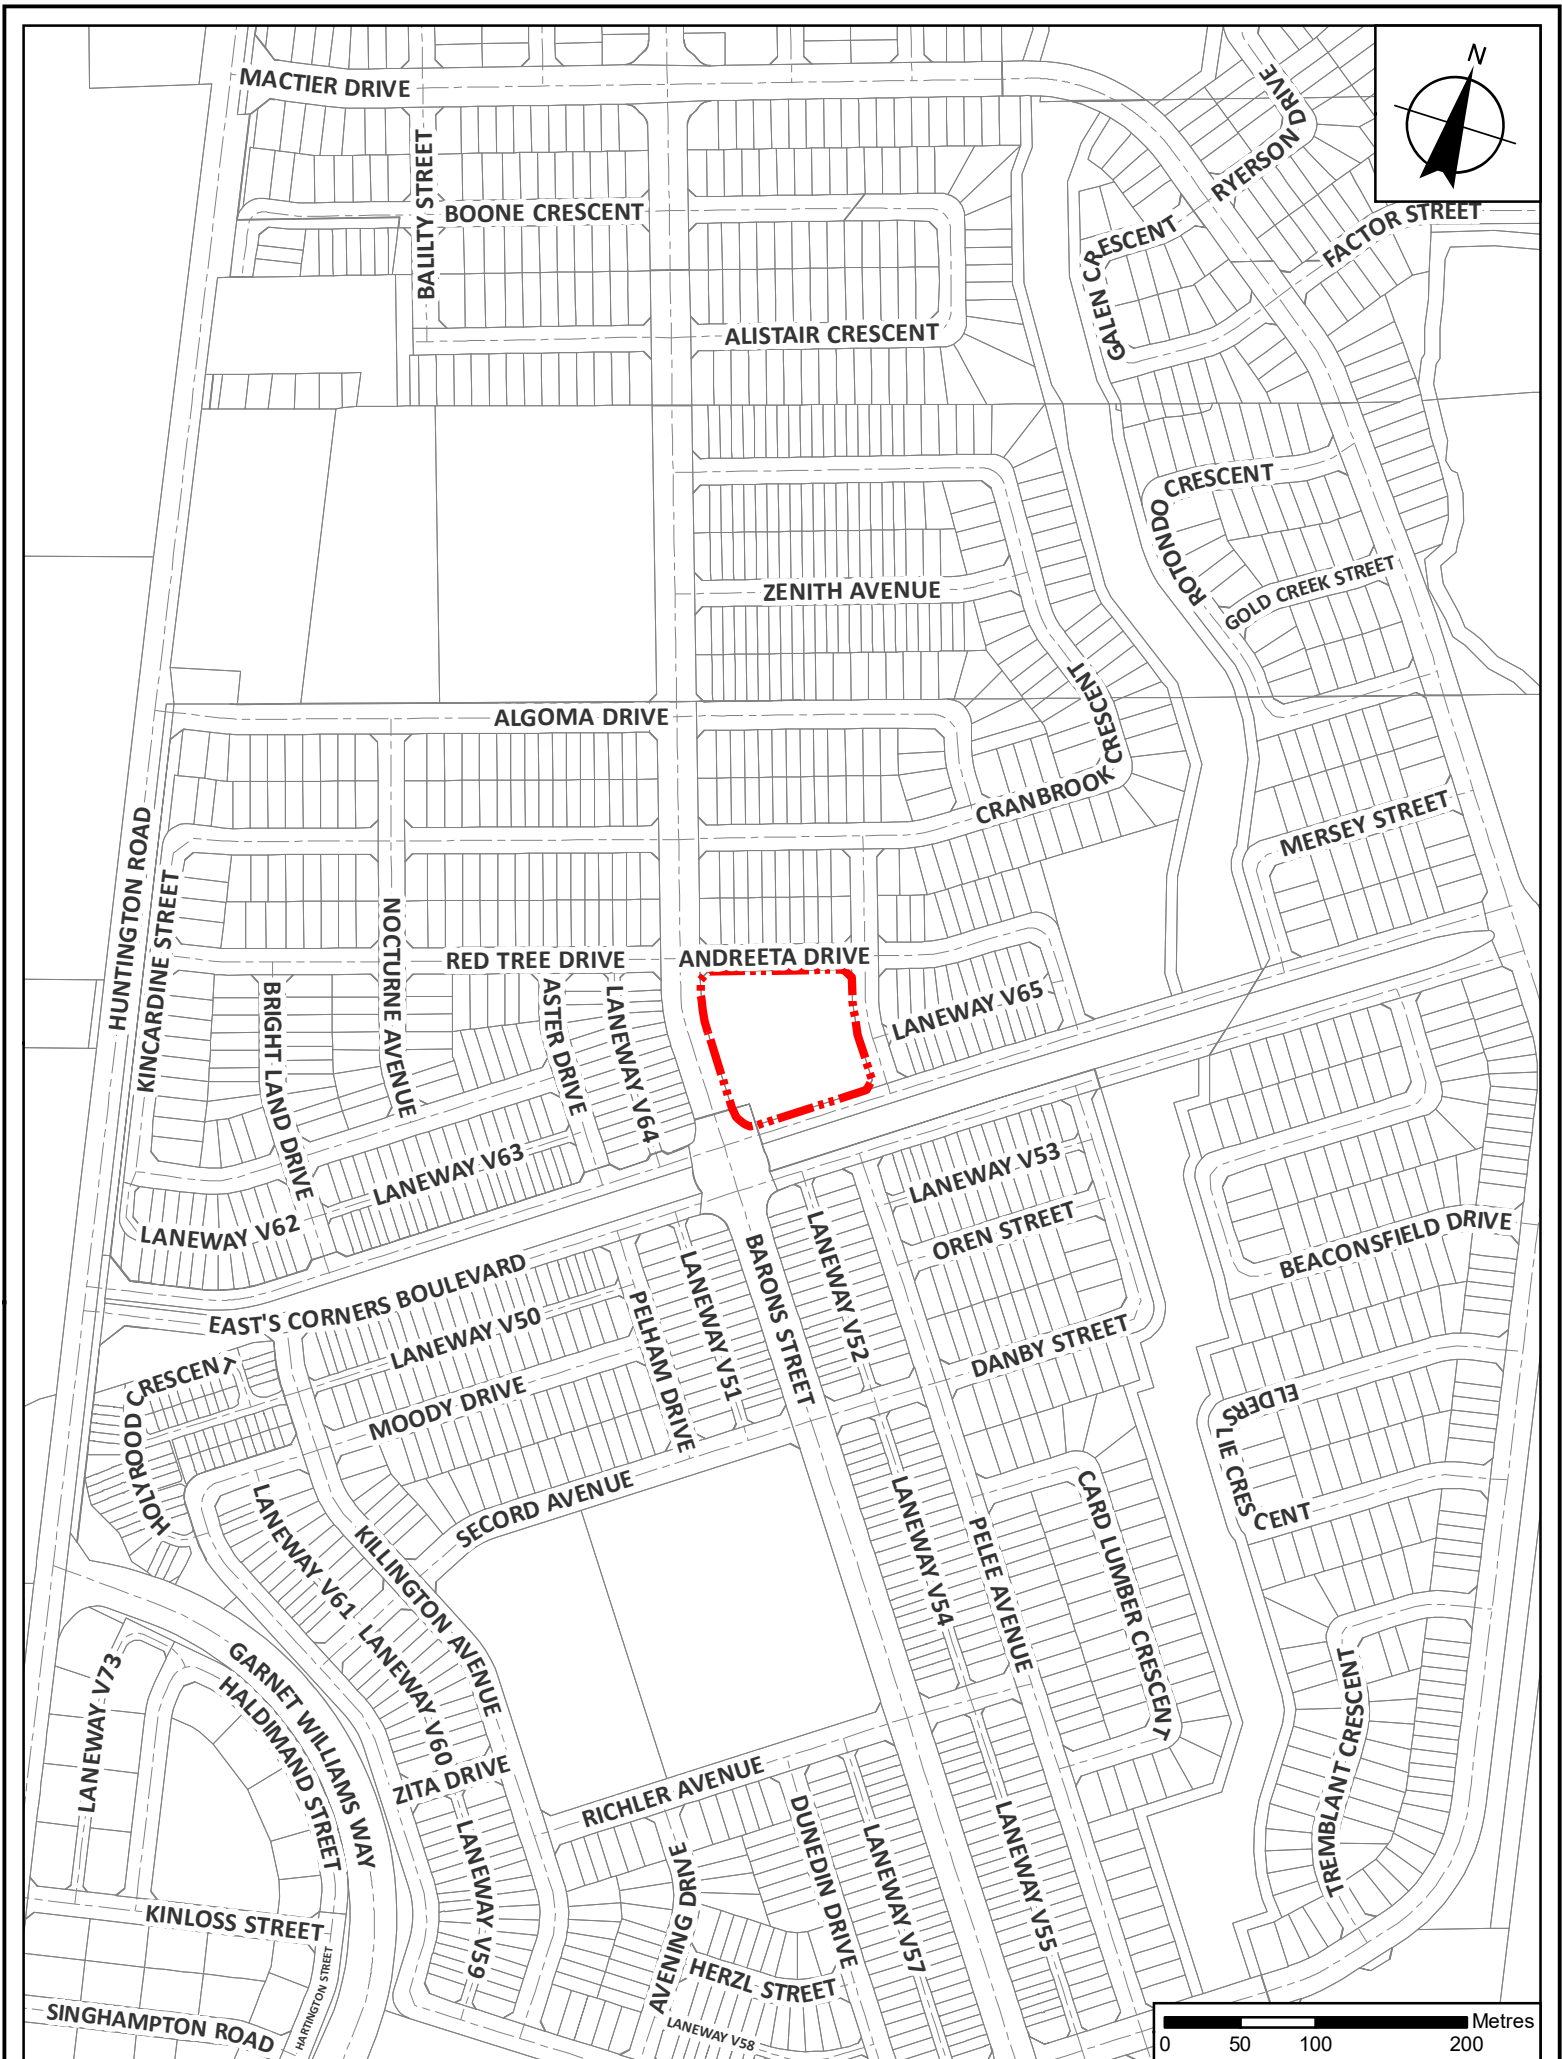 N
MACTIER DRIVE
RYERSON DRIVE
BALILTY STREET
BOONE CRESCENT
FACTOR STREET
GALEN CRESCENT
ALISTAIR CRESCENT
ROTONDO CRESCENT
ZENITH AVENUE
GOLD CREEK STREET
CRANBROOK CRESCENT
ALGOMA DRIVE
MERSEY STREET
HUNTINGTON ROAD
KINCARDINE STREET
NOCTURNE AVENUE
RED TREE DRIVE
ANDREETA DRIVE
BRIGHT LAND DRIVE
ASTER DRIVE
LANEWAY V64
LANEWAY V65
LANEWAY V63
LANEWAY V53
LANEWAY V62
OREN STREET
BEACONSFIELD DRIVE
EAST'S CORNERS BOULEVARD
LANEWAY V50
PELHAM DRIVE
LANEWAY V51
BARONS STREET
LANEWAY V52
DANBY STREET
HOLYROOD CRESCENT
MOODY DRIVE
ELDERSLIE CRESCENT
SECORD AVENUE
LANEWAY V61
KILLINGTON AVENUE
LANEWAY V54
PELEE AVENUE
CARD LUMBER CRESCENT
LANEWAY V60
GARNET WILLIAMS WAY
HALDIMAND STREET
LANEWAY V73
TREMBLANT CRESCENT
ZITA DRIVE
RICHLER AVENUE
LANEWAY V59
DUNEDIN DRIVE
LANEWAY V57
LANEWAY V55
AVENING DRIVE
KINLOSS STREET
HARTINGTON STREET
HERZL STREET
SINGHAMPTON ROAD
LANEWAY V58
Metres
0 50 100 200